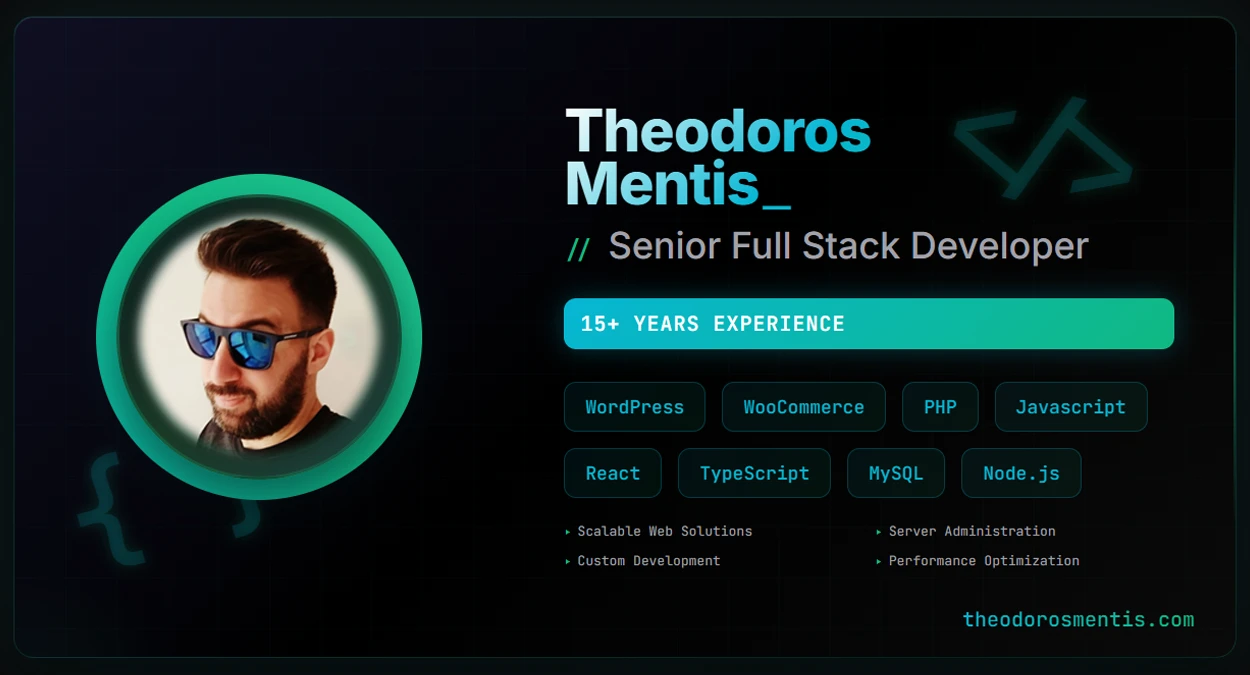 </>
Theodoros
Mentis_
// Senior Full Stack Developer
15+ YEARS EXPERIENCE
WordPress WooCommerce PHP Javascript
React TypeScript MySQL Node.js
{ }
▸ Scalable Web Solutions ▸ Server Administration
▸ Custom Development ▸ Performance Optimization
theodorosmentis.com